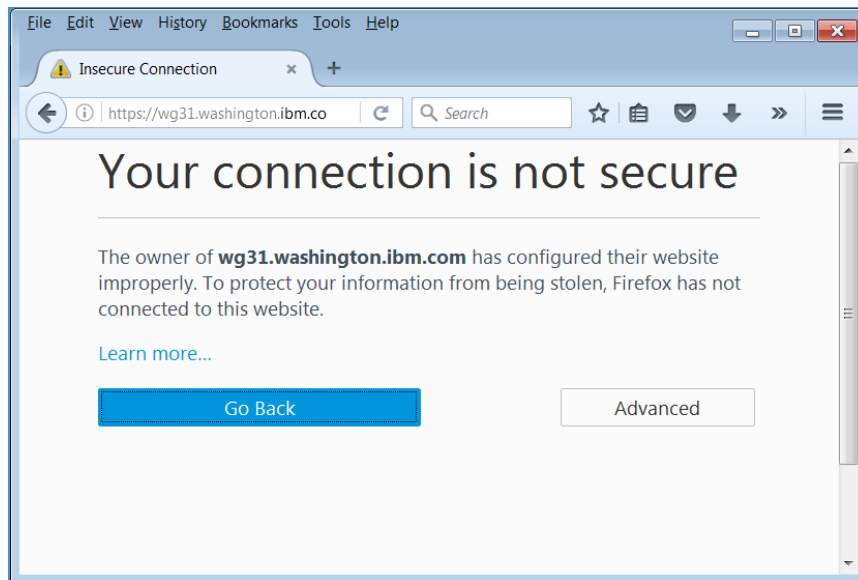 File Edit View History Bookmarks Tools Help
Insecure Connection
https://wg31.washington.ibm.co Search
Your connection is not secure
The owner of wg31.washington.ibm.com has configured their website
improperly. To protect your information from being stolen, Firefox has not
connected to this website.
Learn more...
Go Back Advanced